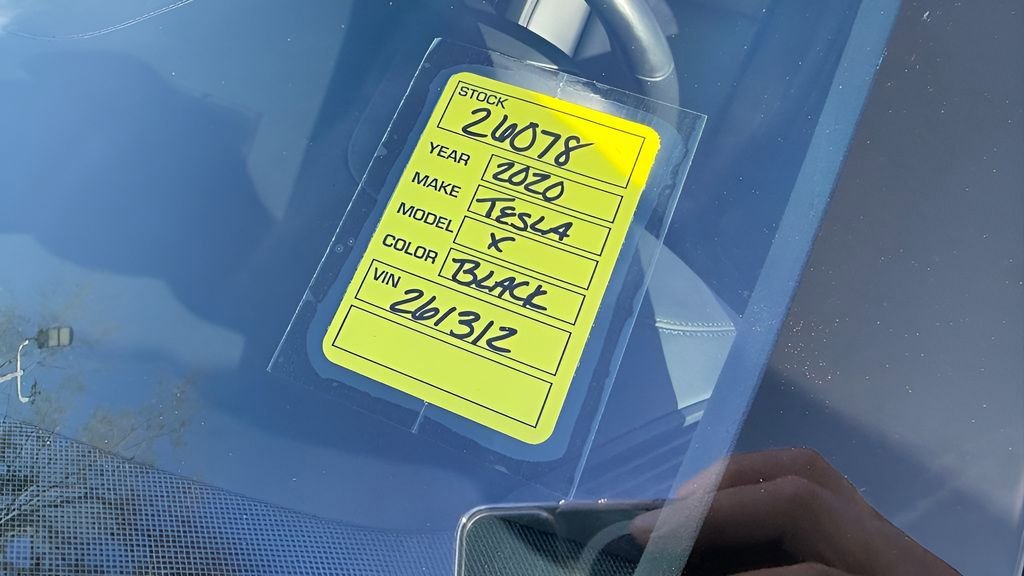 STOCK
26078
YEAR 2020
MAKE TESLA
MODEL X
COLOR BLACK
VIN
261312